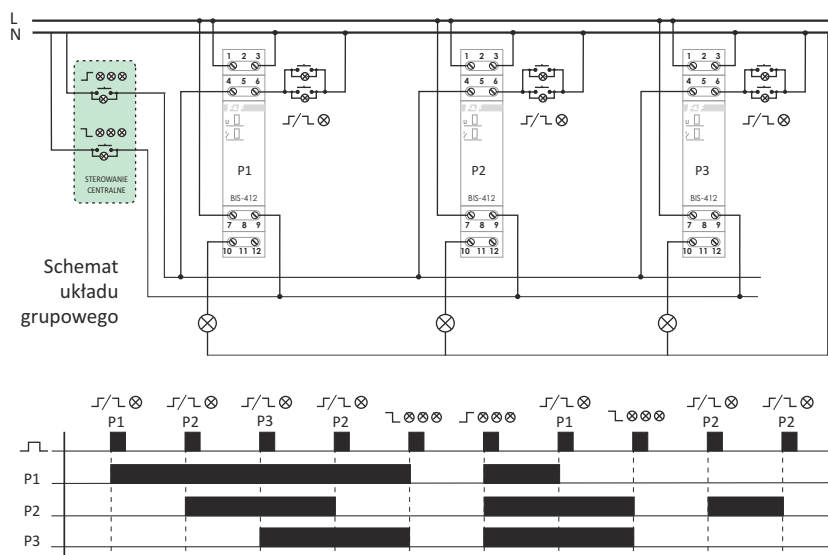 L
N
1 2 3
4 5 6
F&F
u
P1
BIS-412
7 8 9
10 11 12
1 2 3
4 5 6
F&F
u
P2
BIS-412
7 8 9
10 11 12
1 2 3
4 5 6
F&F
u
P3
BIS-412
7 8 9
10 11 12
STEROWANIE
CENTRALNE
Schemat
układu
grupowego
P1 P2 P3 P2 P1 P2 P2
P1
P2
P3